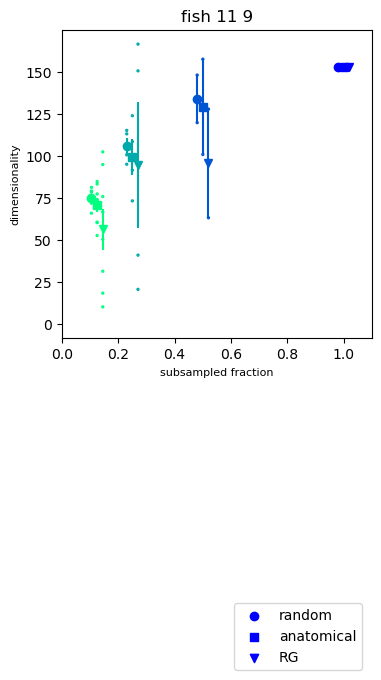 fish 11 9
dimensionality
150
125
100
75
50
25
0
0.0 0.2 0.4 0.6 0.8 1.0
subsampled fraction
random
anatomical
RG